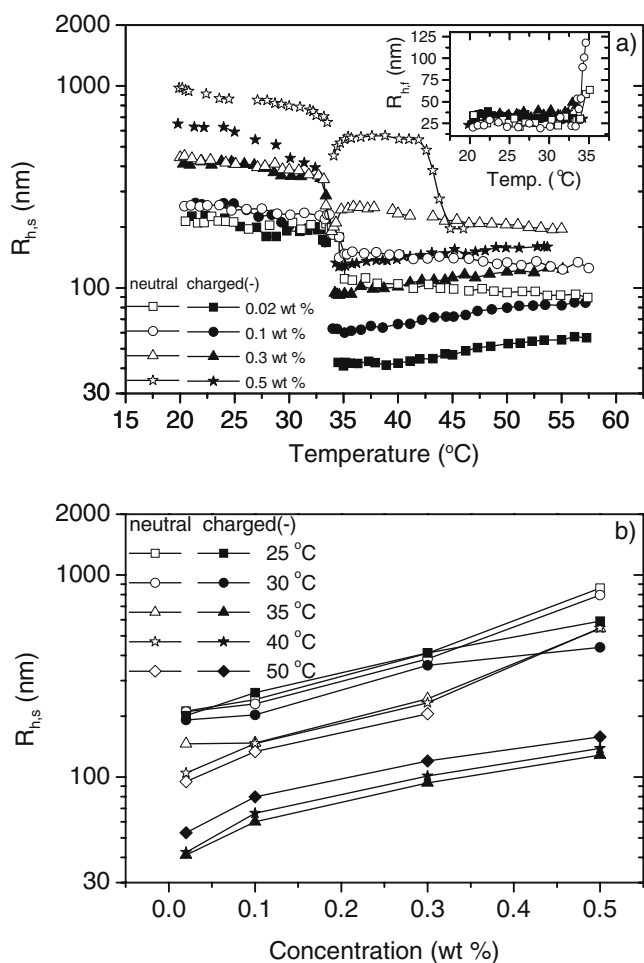 a)
2000
1000
100
30
R_h,s (nm)
125
100
75
50
25
R_h,f (nm)
20 25 30 35
Temp. (°C)
neutral charged(-)
0.02 wt %
0.1 wt %
0.3 wt %
0.5 wt %
15 20 25 30 35 40 45 50 55 60
Temperature (°C)
b)
2000
1000
100
30
R_h,s (nm)
neutral charged(-)
25 °C
30 °C
35 °C
40 °C
50 °C
0.0 0.1 0.2 0.3 0.4 0.5
Concentration (wt %)